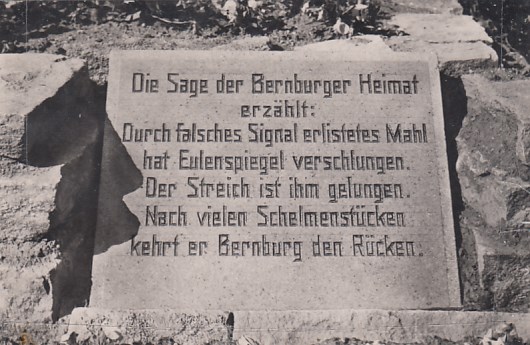 Die Sage der Bernburger Heimat
erzählt:
Durch falsches Signal erlistetes Mahl
hat Eulenspiegel verschlungen.
Der Streich ist ihm gelungen.
Nach vielen Schelmenstücken
kehrt er Bernburg den Rücken.